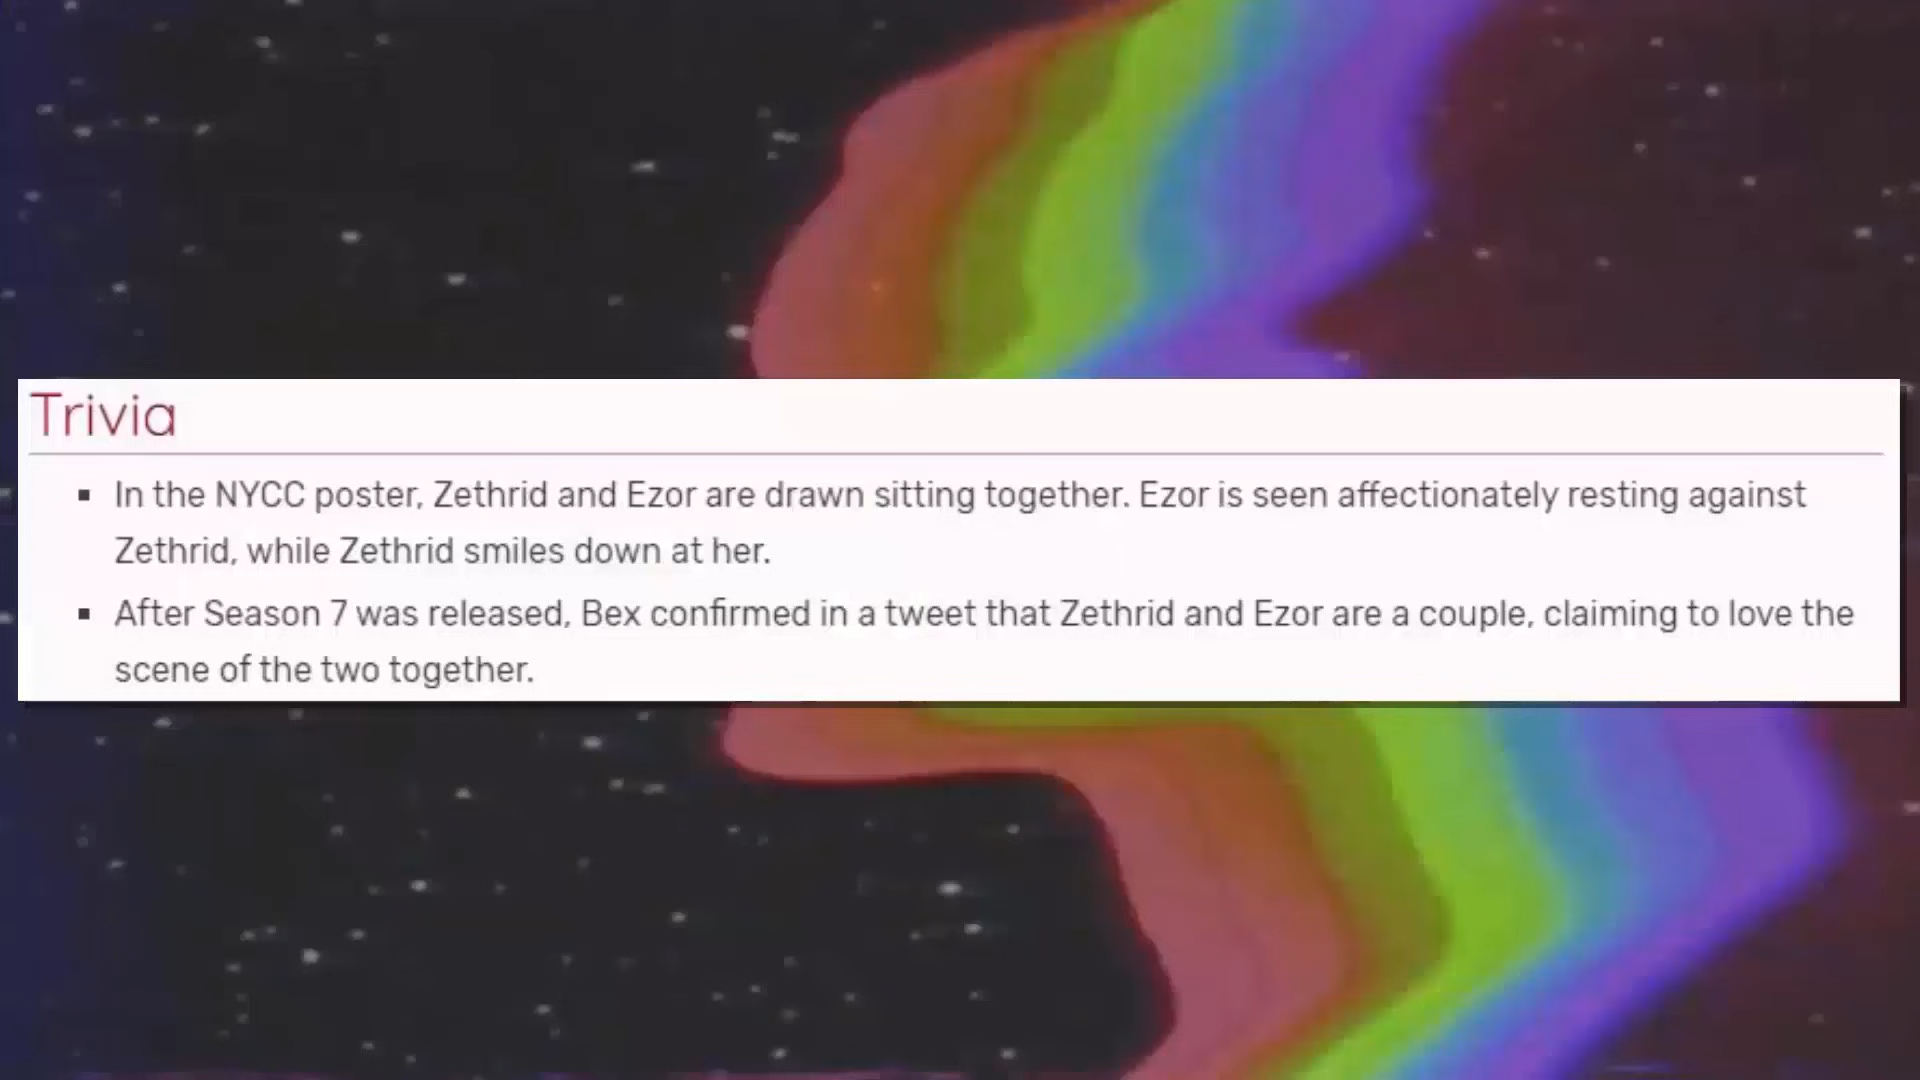 Trivia
▪ In the NYCC poster, Zethrid and Ezor are drawn sitting together. Ezor is seen affectionately resting against
Zethrid, while Zethrid smiles down at her.
▪ After Season 7 was released, Bex confirmed in a tweet that Zethrid and Ezor are a couple, claiming to love the
scene of the two together.